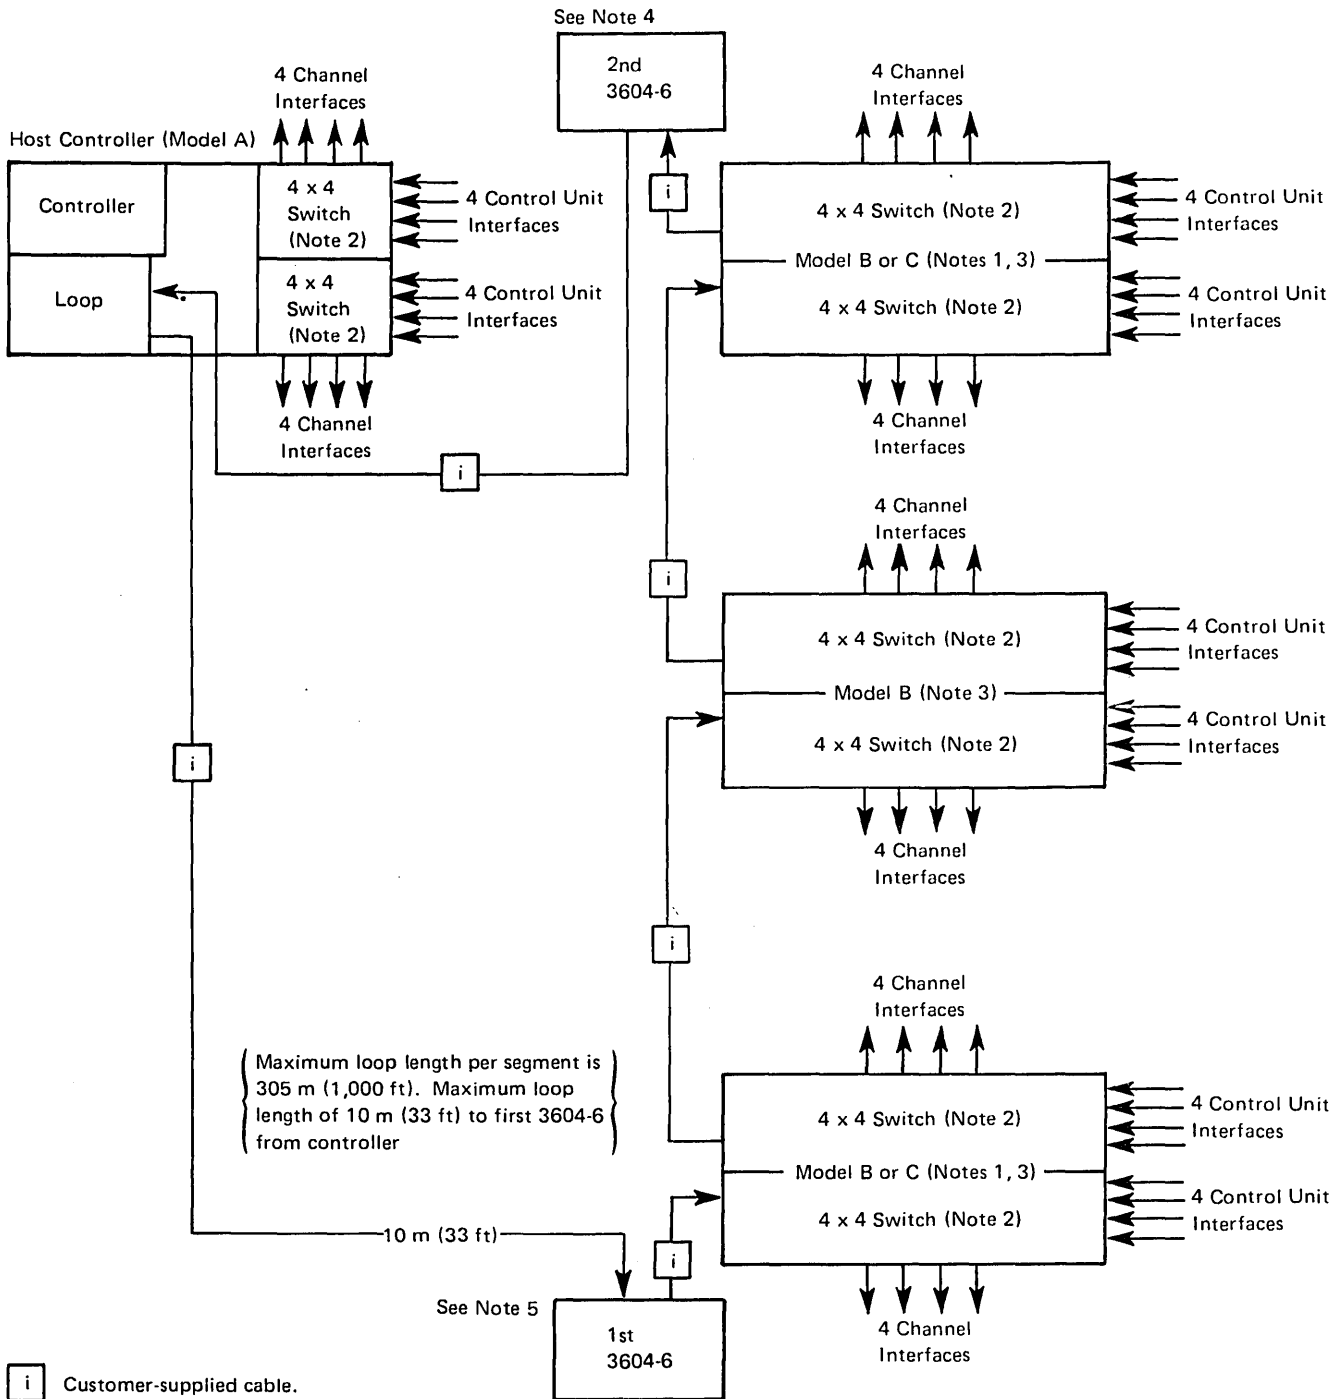 See Note 4
2nd
3604-6
4 Channel
Interfaces
Host Controller (Model A)
Controller
Loop
4 x 4
Switch
(Note 2)
4 x 4
Switch
(Note 2)
4 Control Unit
Interfaces
4 Control Unit
Interfaces
4 Channel
Interfaces
i
i
4 Channel
Interfaces
4 x 4 Switch (Note 2)
Model B or C (Notes 1, 3)
4 x 4 Switch (Note 2)
4 Control Unit
Interfaces
4 Control Unit
Interfaces
4 Channel
Interfaces
i
4 Channel
Interfaces
4 x 4 Switch (Note 2)
Model B (Note 3)
4 x 4 Switch (Note 2)
4 Control Unit
Interfaces
4 Control Unit
Interfaces
4 Channel
Interfaces
i
i
Maximum loop length per segment is
305 m (1,000 ft). Maximum loop
length of 10 m (33 ft) to first 3604-6
from controller
4 Channel
Interfaces
4 x 4 Switch (Note 2)
Model B or C (Notes 1, 3)
4 x 4 Switch (Note 2)
4 Control Unit
Interfaces
4 Control Unit
Interfaces
4 Channel
Interfaces
10 m (33 ft)
i
See Note 5
1st
3604-6
i Customer-supplied cable.